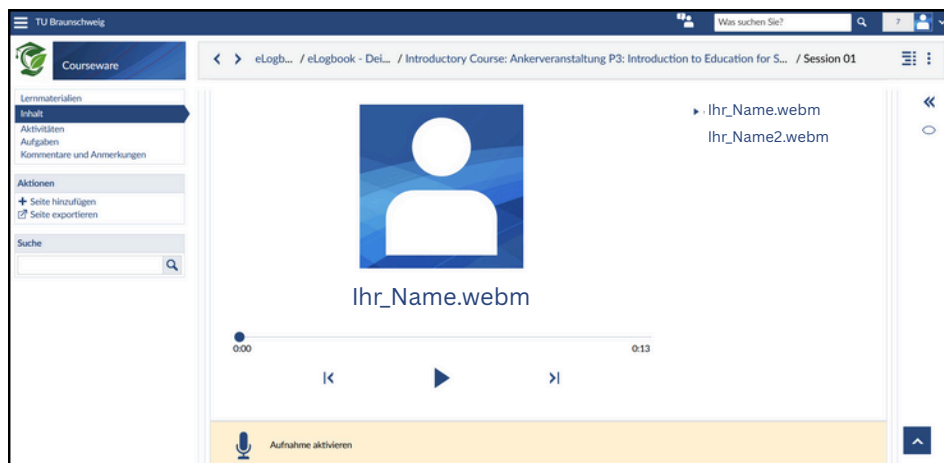 TU Braunschweig
Was suchen Sie?
7
Courseware
eLogb... / eLogbook - Dei... / Introductory Course: Ankerveranstaltung P3: Introduction to Education for S... / Session 01
Lernmaterialien
Inhalt
Aktivitäten
Aufgaben
Kommentare und Anmerkungen
Aktionen
Seite hinzufügen
Seite exportieren
Suche
Ihr_Name.webm
Ihr_Name2.webm
Ihr_Name.webm
0:00
0:13
Aufnahme aktivieren